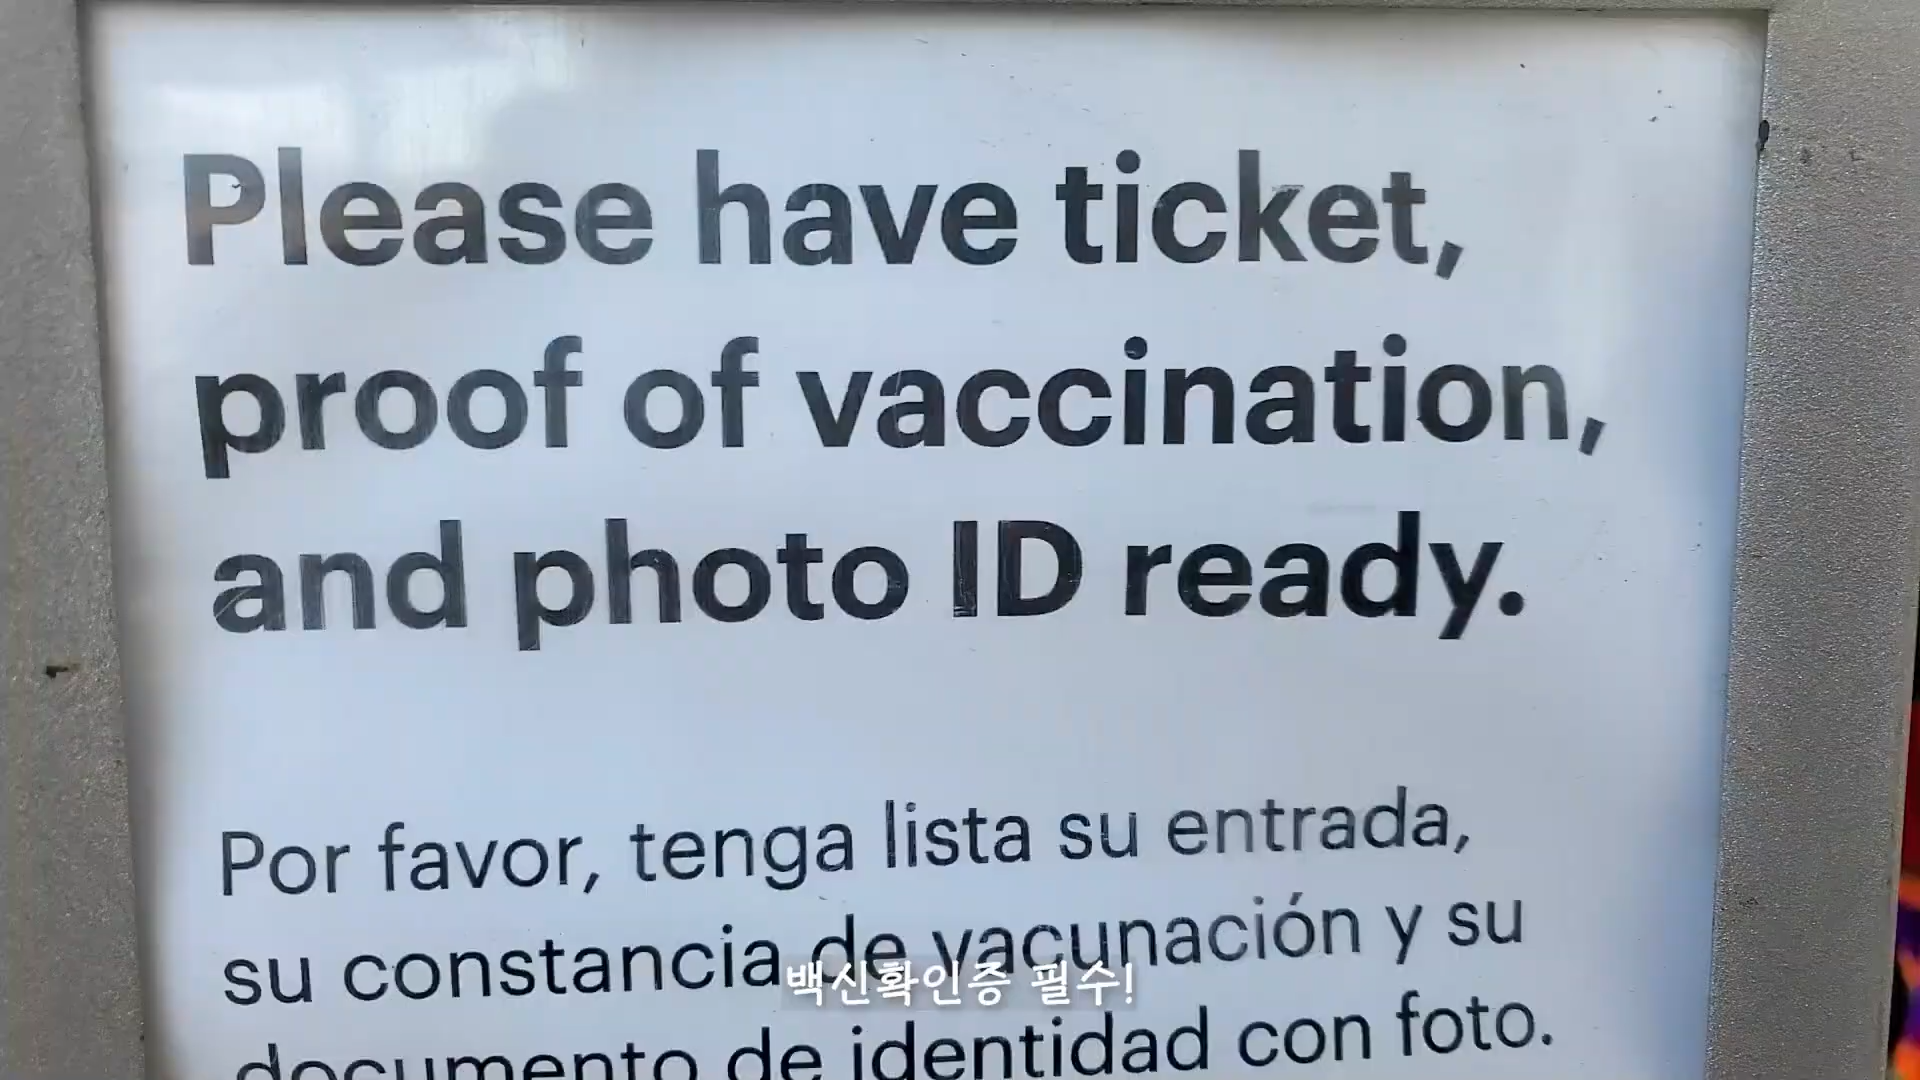 Please have ticket,
proof of vaccination,
and photo ID ready.
Por favor, tenga lista su entrada,
su constancia de vacunación y su
documento de identidad con foto.
백신확인증 필수!